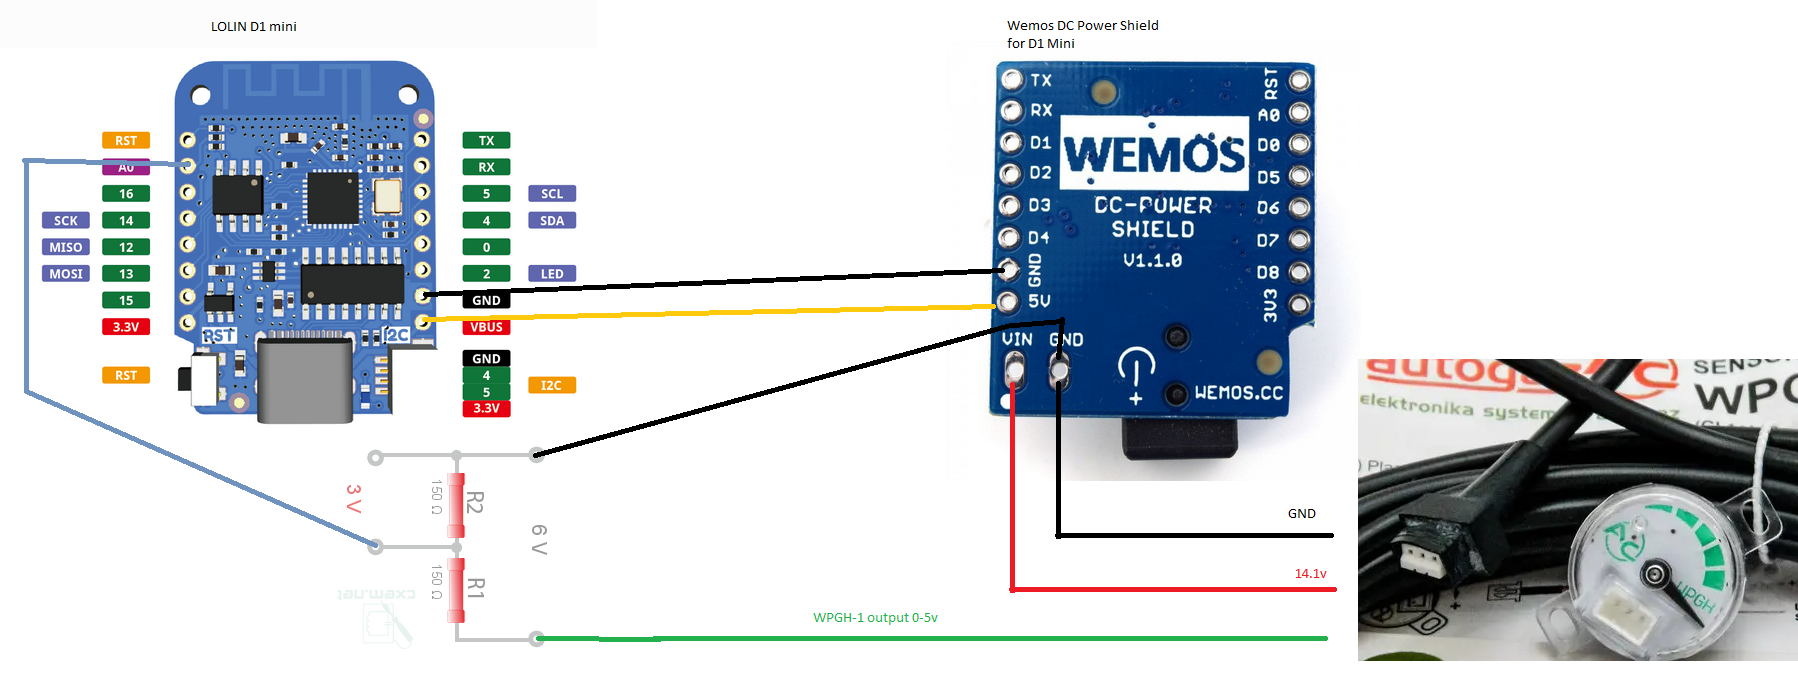 LOLIN D1 mini
RST
A0
16
SCK
14
MISO
12
MOSI
13
15
3.3V
RST
TX
RX
5
SCL
4
SDA
0
2
LED
GND
VBUS
GND
4
5
3.3V
I2C
RST
I2C
Wemos DC Power Shield
for D1 Mini
TX
RX
D1
D2
D3
D4
GND
5V
VIN
GND
RST
A0
D0
D5
D6
D7
D8
3V3
WEMOS
DC-POWER
SHIELD
V1.1.0
+
WEMOS.CC
3 V
150 Ω
R2
6 V
150 Ω
R1
cxem.net
WPGH-1 output 0-5v
GND
14.1v
elektronika system
WPGH